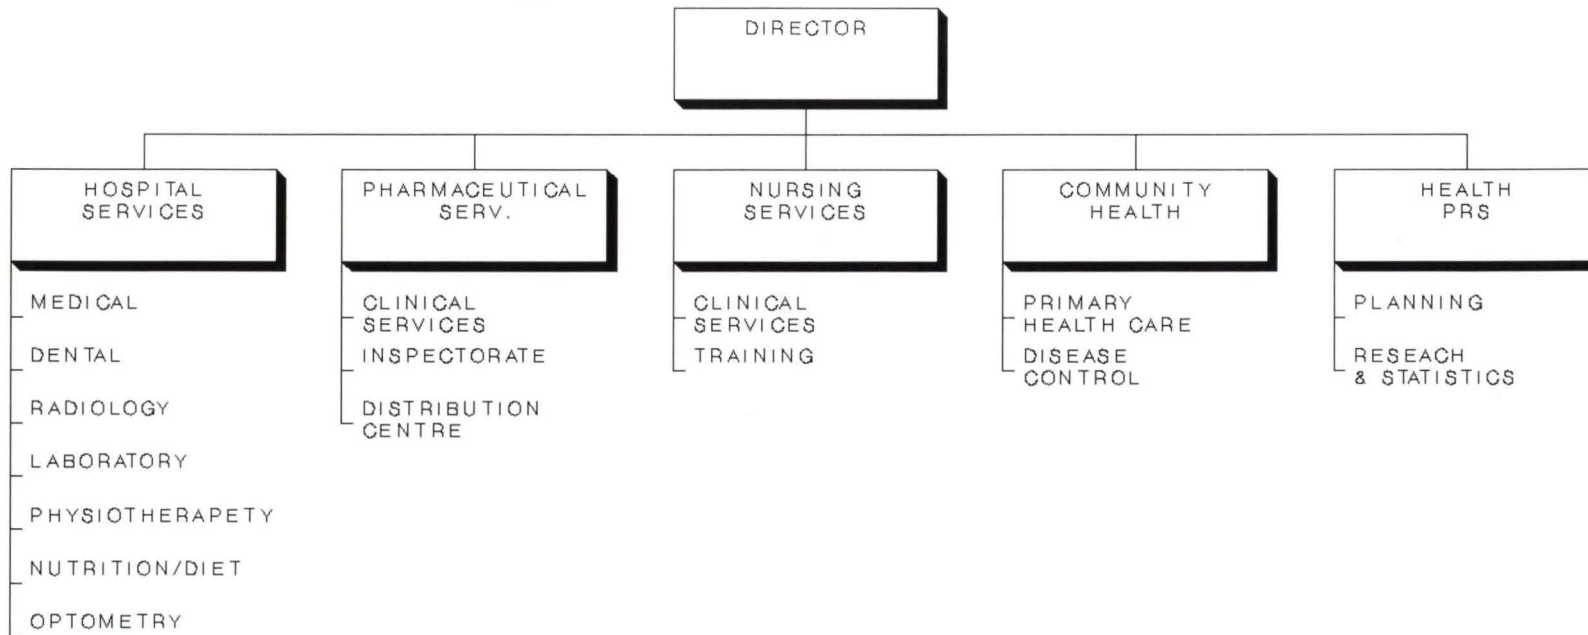 DIRECTOR
HOSPITAL
SERVICES
PHARMACEUTICAL
SERV.
NURSING
SERVICES
COMMUNITY
HEALTH
HEALTH
PRS
MEDICAL
DENTAL
RADIOLOGY
LABORATORY
PHYSIOTHERAPETY
NUTRITION/DIET
OPTOMETRY
CLINICAL
SERVICES
INSPECTORATE
DISTRIBUTION
CENTRE
CLINICAL
SERVICES
TRAINING
PRIMARY
HEALTH CARE
DISEASE
CONTROL
PLANNING
RESEACH
& STATISTICS